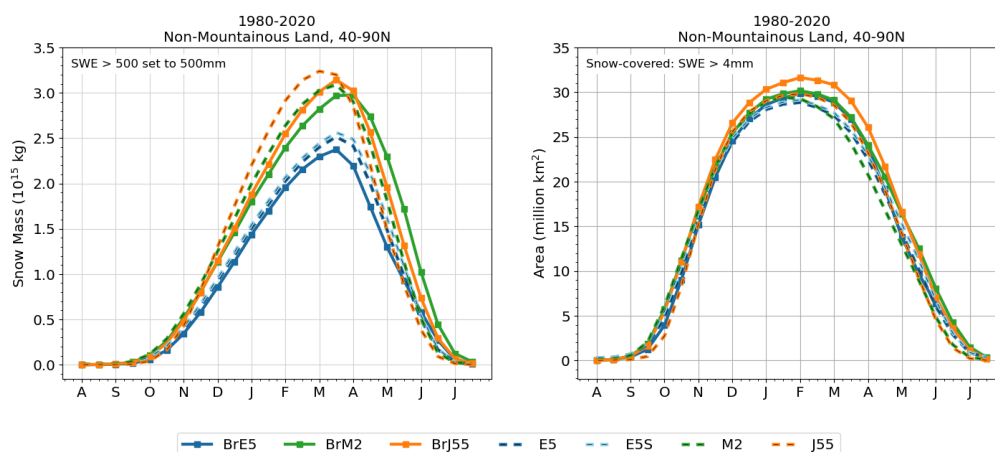 1980-2020
Non-Mountainous Land, 40-90N
SWE > 500 set to 500mm
Snow Mass (10¹⁵ kg)
3.5
3.0
2.5
2.0
1.5
1.0
0.5
0.0
A S O N D J F M A M J J
1980-2020
Non-Mountainous Land, 40-90N
Snow-covered: SWE > 4mm
Area (million km²)
35
30
25
20
15
10
5
0
A S O N D J F M A M J J
BrE5 BrM2 BrJ55 E5 E5S M2 J55